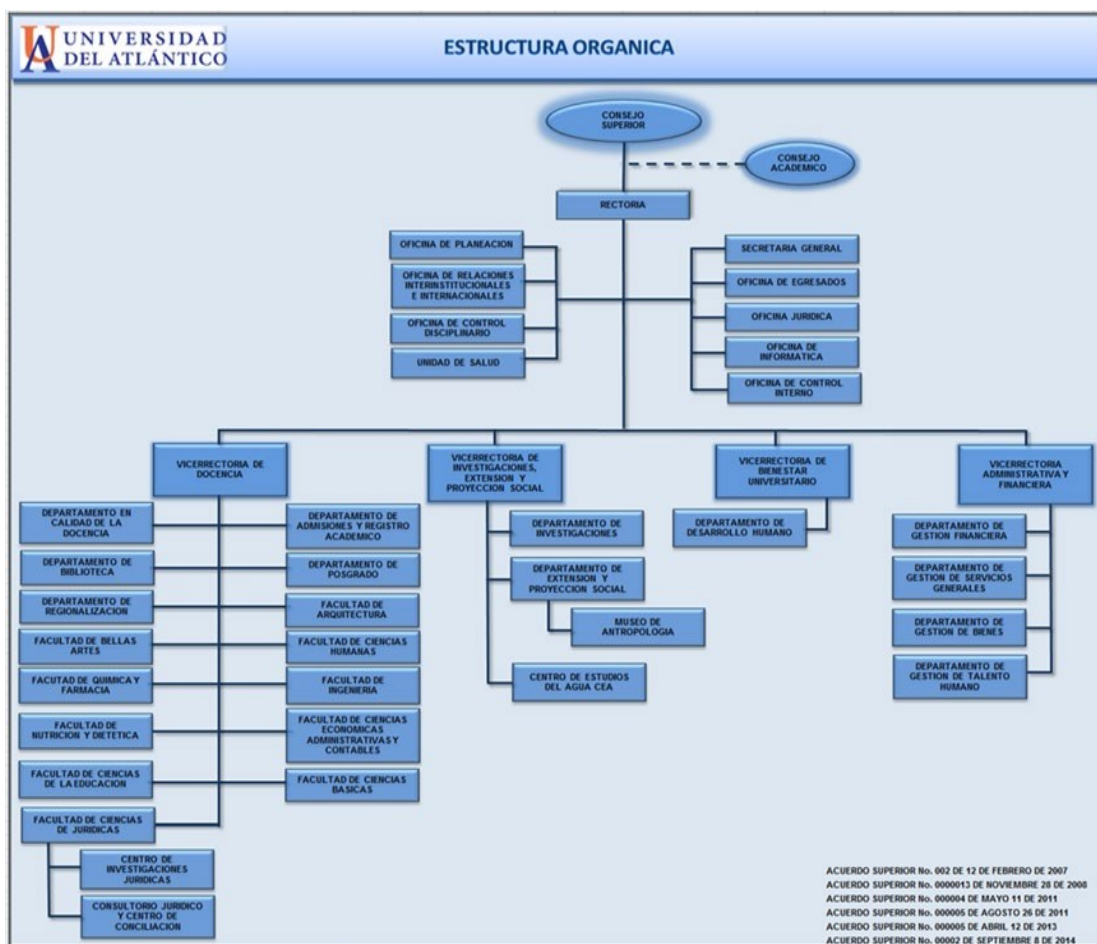 UNIVERSIDAD
DEL ATLÁNTICO
ESTRUCTURA ORGANICA
CONSEJO
SUPERIOR
CONSEJO
ACADEMICO
RECTORIA
OFICINA DE PLANEACION
OFICINA DE RELACIONES
INTERINSTITUCIONALES
E INTERNACIONALES
OFICINA DE CONTROL
DISCIPLINARIO
UNIDAD DE SALUD
SECRETARIA GENERAL
OFICINA DE EGRESADOS
OFICINA JURIDICA
OFICINA DE
INFORMATICA
OFICINA DE CONTROL
INTERNO
VICERRECTORIA DE
DOCENCIA
VICERRECTORIA DE
INVESTIGACIONES,
EXTENSION Y
PROYECCION SOCIAL
VICERRECTORIA DE
BIENESTAR
UNIVERSITARIO
VICERRECTORIA
ADMINISTRATIVA Y
FINANCIERA
DEPARTAMENTO EN
CALIDAD DE LA
DOCENCIA
DEPARTAMENTO DE
BIBLIOTECA
DEPARTAMENTO DE
REGIONALIZACION
FACULTAD DE BELLAS
ARTES
FACUTAD DE QUIMICA Y
FARMACIA
FACULTAD DE
NUTRICION Y DIETETICA
FACULTAD DE CIENCIAS
DE LA EDUCACION
FACULTAD DE CIENCIAS
DE JURIDICAS
CENTRO DE
INVESTIGACIONES
JURIDICAS
CONSULTORIO JURIDICO
Y CENTRO DE
CONCILIACION
DEPARTAMENTO DE
ADMISIONES Y REGISTRO
ACADEMICO
DEPARTAMENTO DE
POSGRADO
FACULTAD DE
ARQUITECTURA
FACULTAD DE CIENCIAS
HUMANAS
FACULTAD DE
INGENIERIA
FACULTAD DE CIENCIAS
ECONOMICAS
ADMINISTRATIVAS Y
CONTABLES
FACULTAD DE CIENCIAS
BASICAS
DEPARTAMENTO DE
INVESTIGACIONES
DEPARTAMENTO DE
EXTENSION Y
PROYECCION SOCIAL
MUSEO DE
ANTROPOLOGIA
CENTRO DE ESTUDIOS
DEL AGUA CEA
DEPARTAMENTO DE
DESARROLLO HUMANO
DEPARTAMENTO DE
GESTION FINANCIERA
DEPARTAMENTO DE
GESTION DE SERVICIOS
GENERALES
DEPARTAMENTO DE
GESTION DE BIENES
DEPARTAMENTO DE
GESTION DE TALENTO
HUMANO
ACUERDO SUPERIOR No. 002 DE 12 DE FEBRERO DE 2007
ACUERDO SUPERIOR No. 0000013 DE NOVIEMBRE 28 DE 2008
ACUERDO SUPERIOR No. 000004 DE MAYO 11 DE 2011
ACUERDO SUPERIOR No. 000005 DE AGOSTO 26 DE 2011
ACUERDO SUPERIOR No. 000005 DE ABRIL 12 DE 2013
ACUERDO SUPERIOR No. 00002 DE SEPTIEMBRE 8 DE 2014